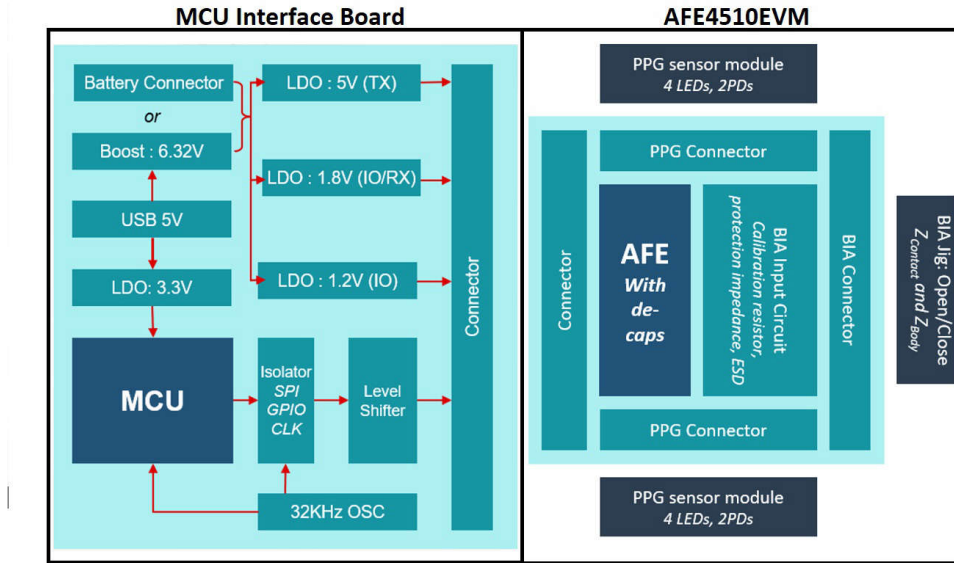 MCU Interface Board
AFE4510EVM
Battery Connector
or
Boost : 6.32V
USB 5V
LDO: 3.3V
MCU
LDO : 5V (TX)
LDO : 1.8V (IO/RX)
LDO : 1.2V (IO)
Isolator
SPI
GPIO
CLK
Level
Shifter
32KHz OSC
Connector
PPG sensor module
4 LEDs, 2PDs
PPG Connector
Connector
AFE
With
de-
caps
BIA Input Circuit
Calibration resistor,
protection impedance, ESD
BIA Connector
BIA Jig: Open/Close
Zcontact and ZBody
PPG Connector
PPG sensor module
4 LEDs, 2PDs